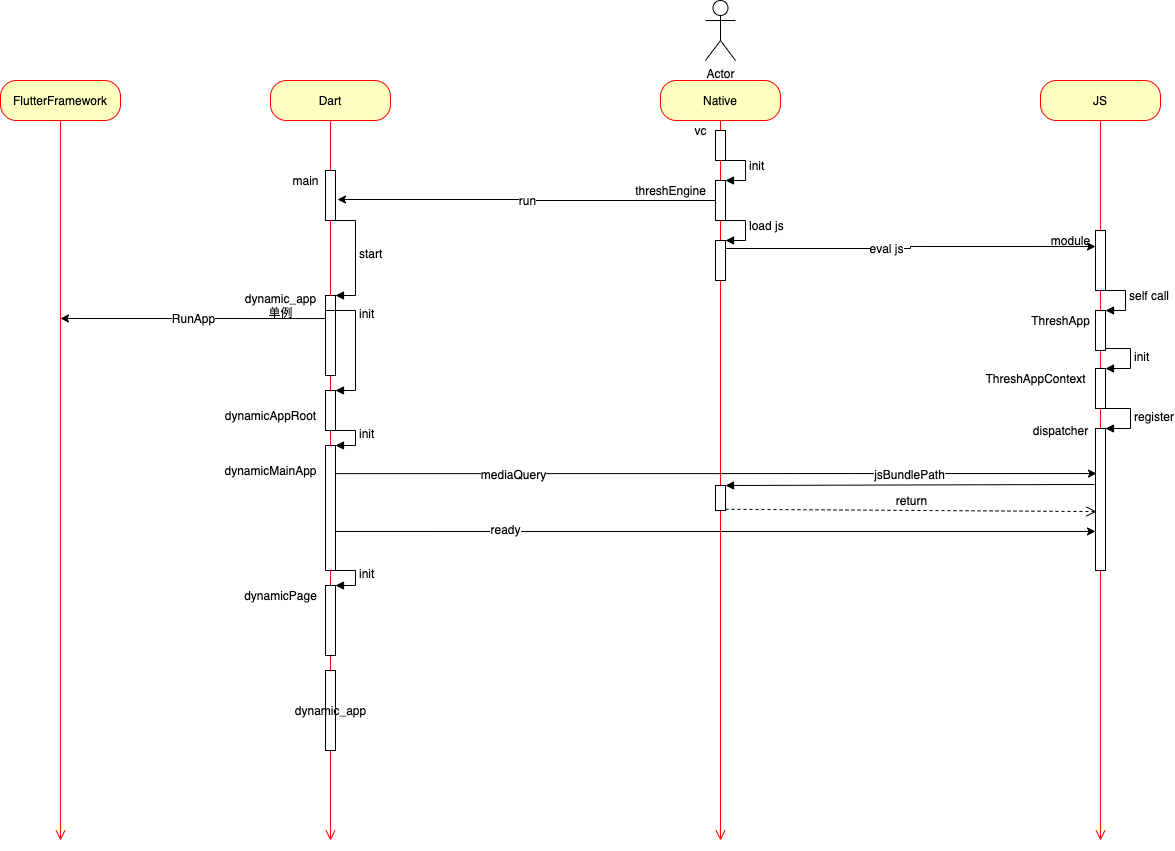 Actor
FlutterFramework
Dart
Native
JS
vc
init
main
threshEngine
run
load js
module
eval js
start
self call
dynamic_app
单例
init
RunApp
ThreshApp
init
ThreshAppContext
dynamicAppRoot
register
init
dispatcher
dynamicMainApp
mediaQuery
jsBundlePath
return
ready
init
dynamicPage
dynamic_app